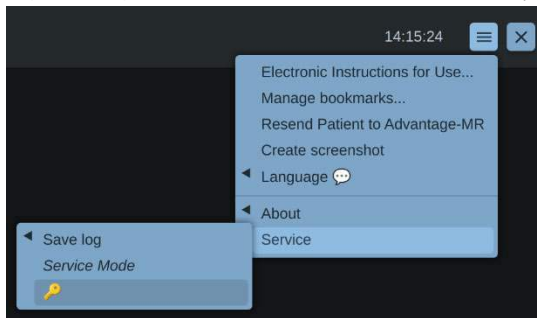 14:15:24
Electronic Instructions for Use...
Manage bookmarks...
Resend Patient to Advantage-MR
Create screenshot
Language 💬
About
Service
Save log
Service Mode
🔑